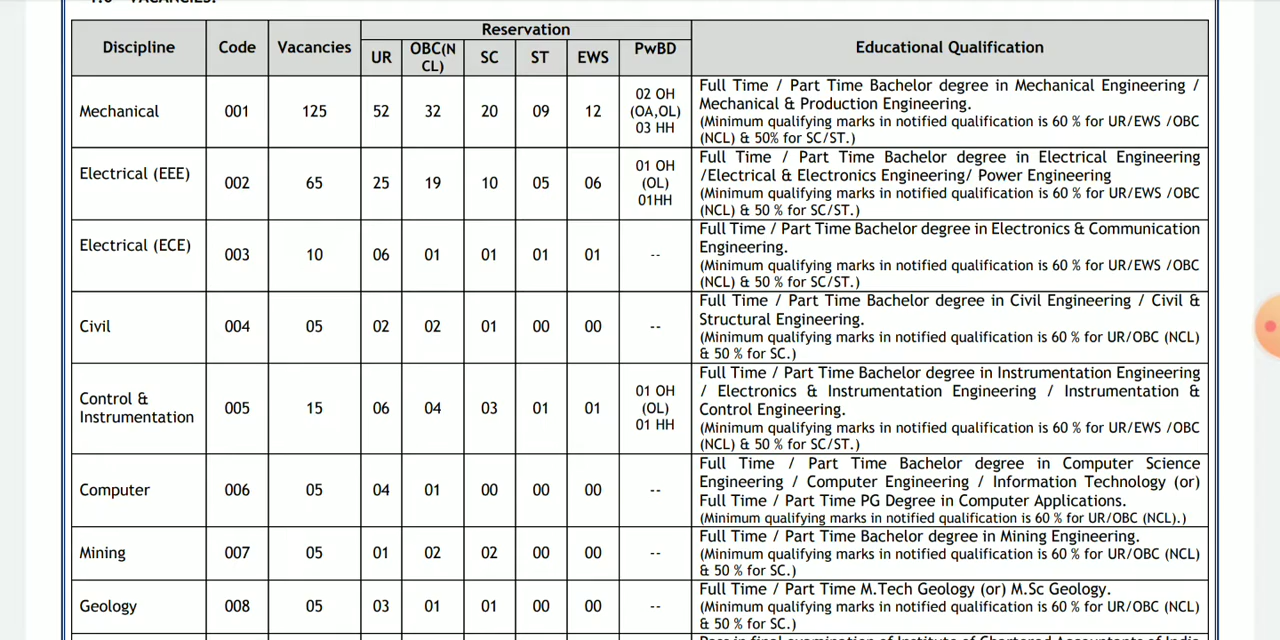 1.0 VACANCIES:
Discipline Code Vacancies Reservation Educational Qualification
UR OBC(N CL) SC ST EWS PwBD
Mechanical 001 125 52 32 20 09 12 02 OH (OA,OL) 03 HH
Full Time / Part Time Bachelor degree in Mechanical Engineering /
Mechanical & Production Engineering.
(Minimum qualifying marks in notified qualification is 60 % for UR/EWS /OBC
(NCL) & 50% for SC/ST.)
Electrical (EEE) 002 65 25 19 10 05 06 01 OH (OL) 01HH
Full Time / Part Time Bachelor degree in Electrical Engineering
/Electrical & Electronics Engineering/ Power Engineering
(Minimum qualifying marks in notified qualification is 60 % for UR/EWS /OBC
(NCL) & 50 % for SC/ST.)
Electrical (ECE) 003 10 06 01 01 01 01 --
Full Time / Part Time Bachelor degree in Electronics & Communication
Engineering.
(Minimum qualifying marks in notified qualification is 60 % for UR/EWS /OBC
(NCL) & 50 % for SC/ST.)
Civil 004 05 02 02 01 00 00 --
Full Time / Part Time Bachelor degree in Civil Engineering / Civil &
Structural Engineering.
(Minimum qualifying marks in notified qualification is 60 % for UR/OBC (NCL)
& 50 % for SC.)
Control & Instrumentation 005 15 06 04 03 01 01 01 OH (OL) 01 HH
Full Time / Part Time Bachelor degree in Instrumentation Engineering
/ Electronics & Instrumentation Engineering / Instrumentation &
Control Engineering.
(Minimum qualifying marks in notified qualification is 60 % for UR/EWS /OBC
(NCL) & 50 % for SC/ST.)
Computer 006 05 04 01 00 00 00 --
Full Time / Part Time Bachelor degree in Computer Science
Engineering / Computer Engineering / Information Technology (or)
Full Time / Part Time PG Degree in Computer Applications.
(Minimum qualifying marks in notified qualification is 60 % for UR/OBC (NCL).)
Mining 007 05 01 02 02 00 00 --
Full Time / Part Time Bachelor degree in Mining Engineering.
(Minimum qualifying marks in notified qualification is 60 % for UR/OBC (NCL)
& 50 % for SC.)
Geology 008 05 03 01 01 00 00 --
Full Time / Part Time M.Tech Geology (or) M.Sc Geology.
(Minimum qualifying marks in notified qualification is 60 % for UR/OBC (NCL)
& 50 % for SC.)
Pass in final examination of Institute of Chartered Accountants of India